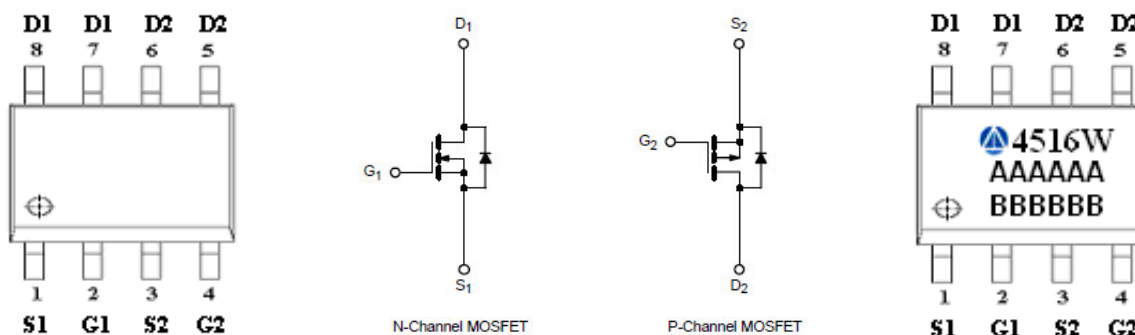 D1 D1 D2 D2
8 7 6 5
1 2 3 4
S1 G1 S2 G2
D1
G1
S1
N-Channel MOSFET
S2
G2
D2
P-Channel MOSFET
D1 D1 D2 D2
8 7 6 5
4516W
AAAAAA
BBBBBB
1 2 3 4
S1 G1 S2 G2